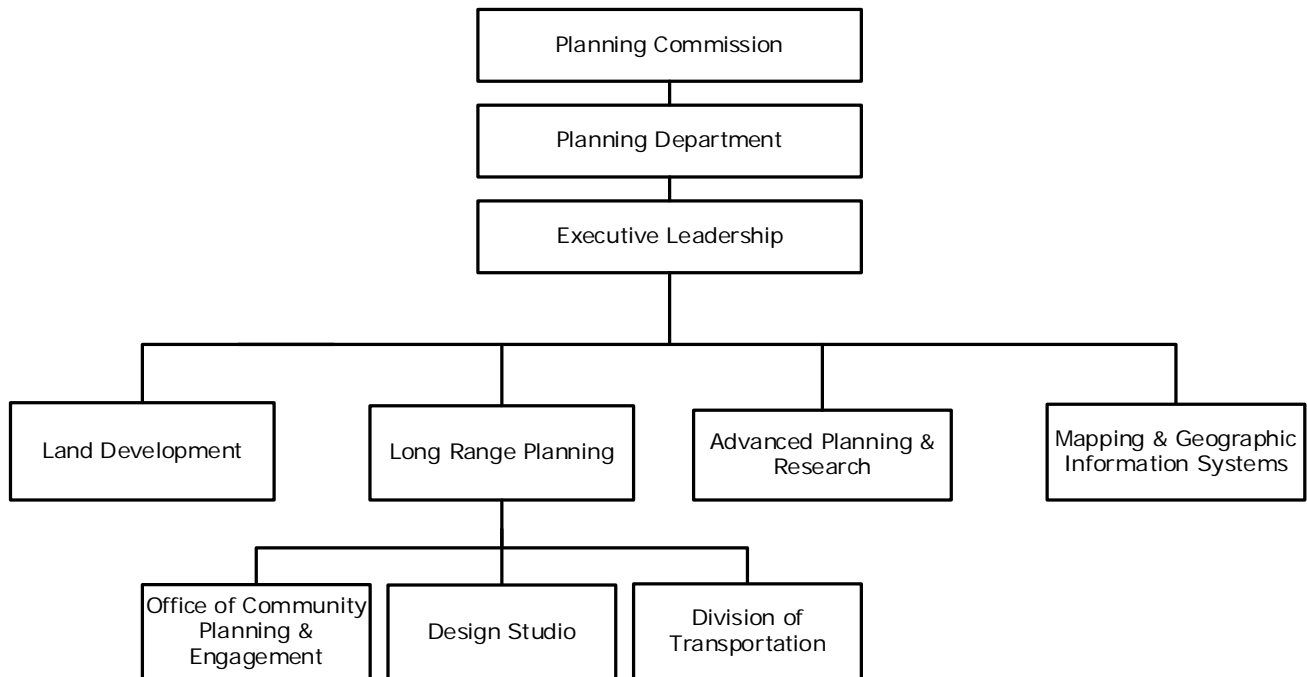 Planning Commission
Planning Department
Executive Leadership
Land Development
Long Range Planning
Advanced Planning &
Research
Mapping & Geographic
Information Systems
Office of Community
Planning &
Engagement
Design Studio
Division of
Transportation